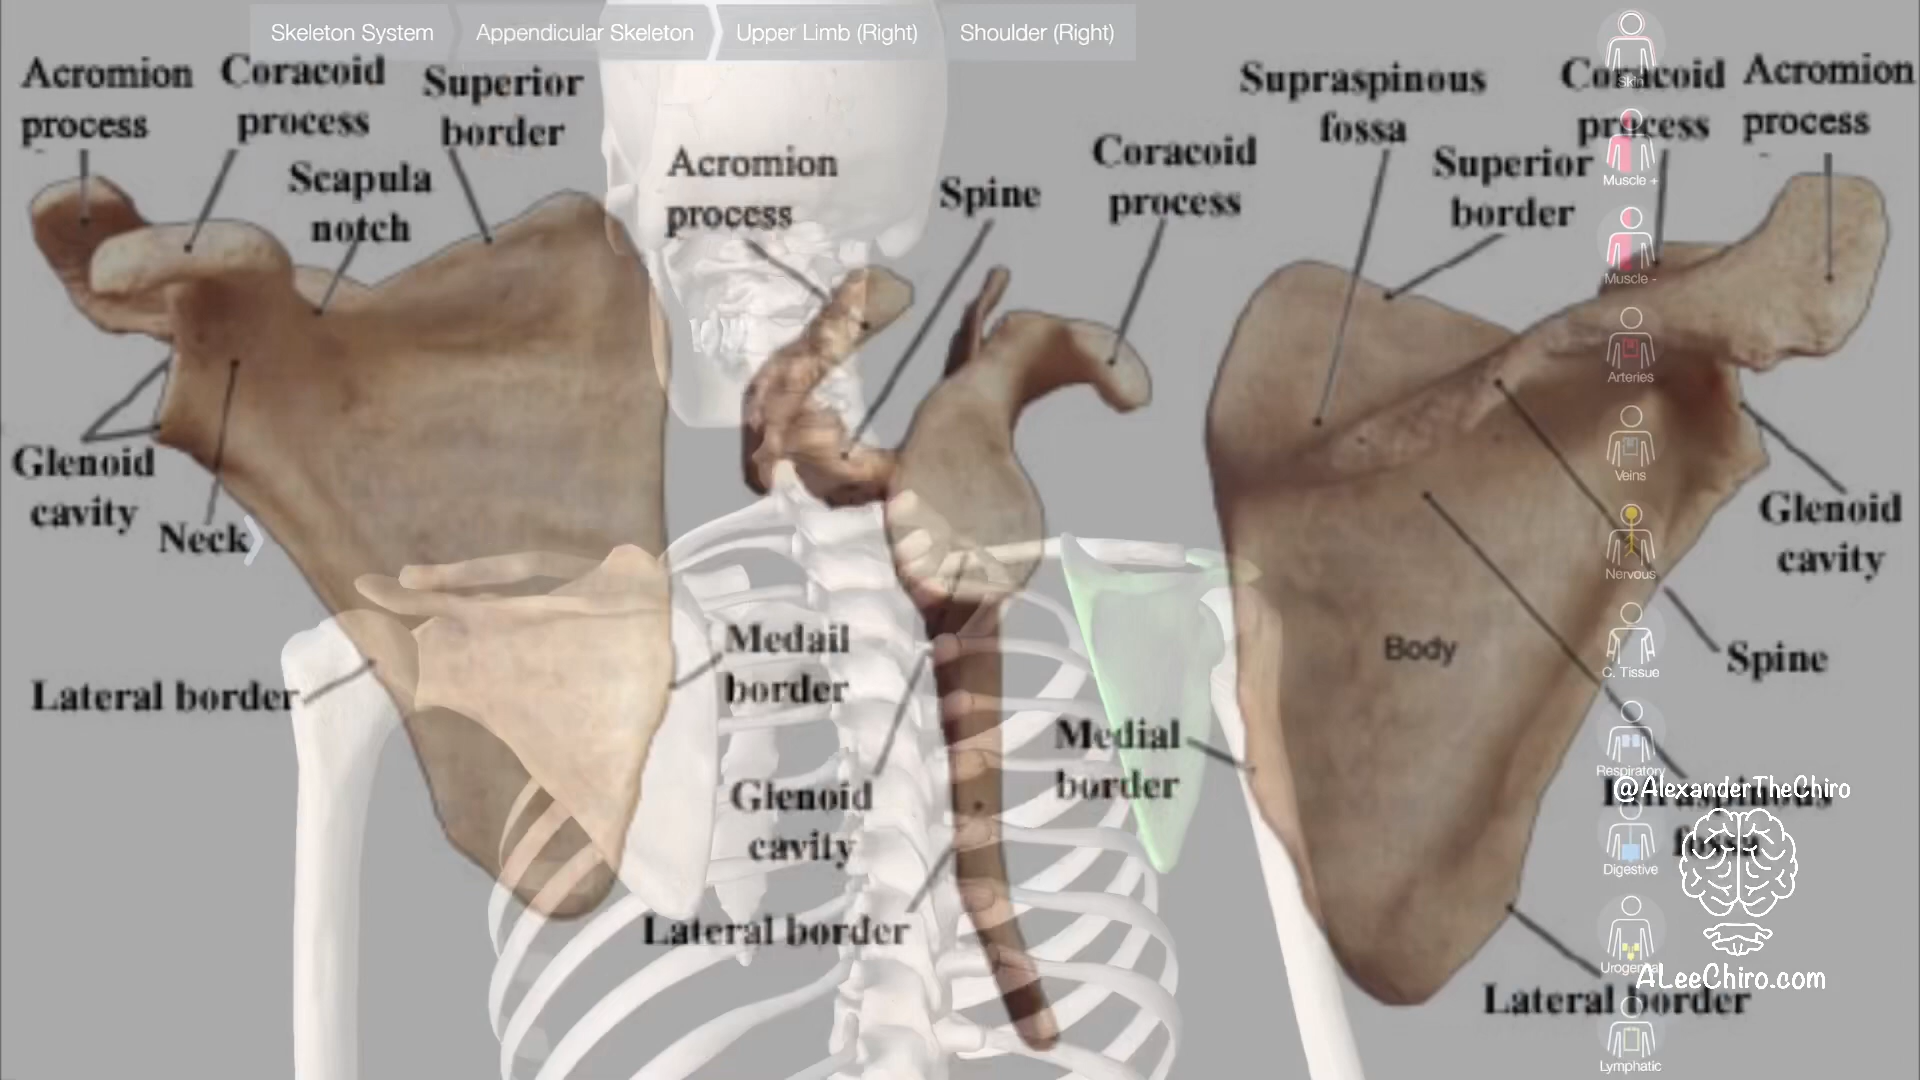 Skeleton System
Appendicular Skeleton
Upper Limb (Right)
Shoulder (Right)
Acromion
process
Coracoid
process
Superior
border
Scapula
notch
Glenoid
cavity
Neck
Lateral border
Medail
border
Acromion
process
Spine
Coracoid
process
Glenoid
cavity
Lateral border
Supraspinous
fossa
Superior
border
Coracoid
process
Acromion
process
Glenoid
cavity
Spine
Body
Medial
border
Infraspinous
fossa
Lateral border
Skin
Muscle +
Muscle -
Arteries
Veins
Nervous
C. Tissue
Respiratory
Digestive
Urogenital
Lymphatic
@AlexanderTheChiro
ALeeChiro.com